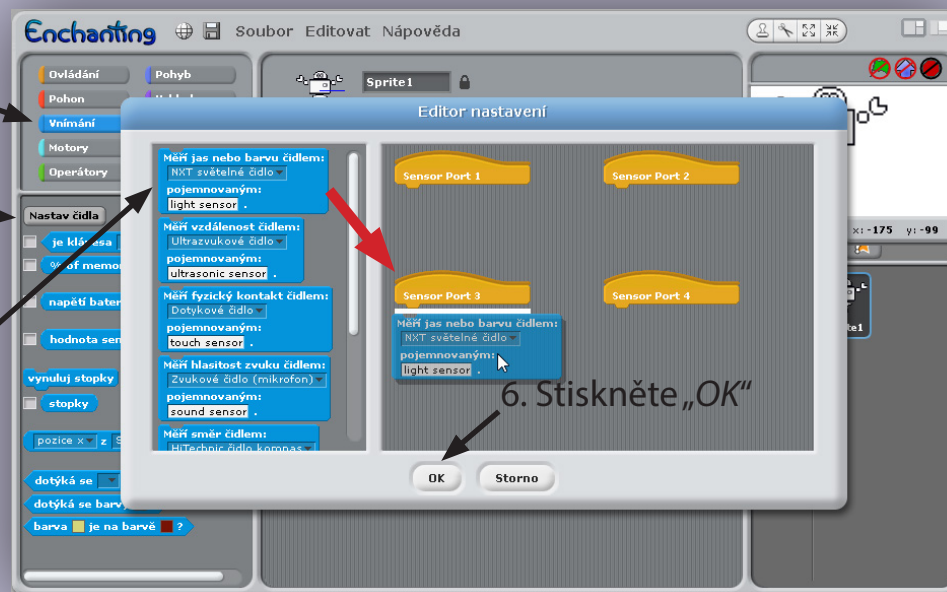 Enchanting Soubor Editovat Nápověda
Ovládání Pohyb
Pohon
Vnímání
Motory
Operátory
Sprite1
Nastav čidla
je klávesa
% of memo
napětí bater
hodnota sen
vynuluj stopky
stopky
pozice x z S
dotýká se
dotýká se barvy
barva je na barvě ?
Editor nastavení
Měří jas nebo barvu čidlem:
NXT světelné čidlo
pojemnovaným:
light sensor .
Měří vzdálenost čidlem:
Ultrazvukové čidlo
pojemnovaným:
ultrasonic sensor .
Měří fyzický kontakt čidlem:
Dotykové čidlo
pojemnovaným:
touch sensor .
Měří hlasitost zvuku čidlem:
Zvukové čidlo (mikrofon)
pojemnovaným:
sound sensor .
Měří směr čidlem:
HiTechnic čidlo kompas
Sensor Port 1 Sensor Port 2
Sensor Port 3 Sensor Port 4
Měří jas nebo barvu čidlem:
NXT světelné čidlo
pojemnovaným:
light sensor .
6. Stiskněte „OK“
OK Storno
x: -175 y: -99
te1